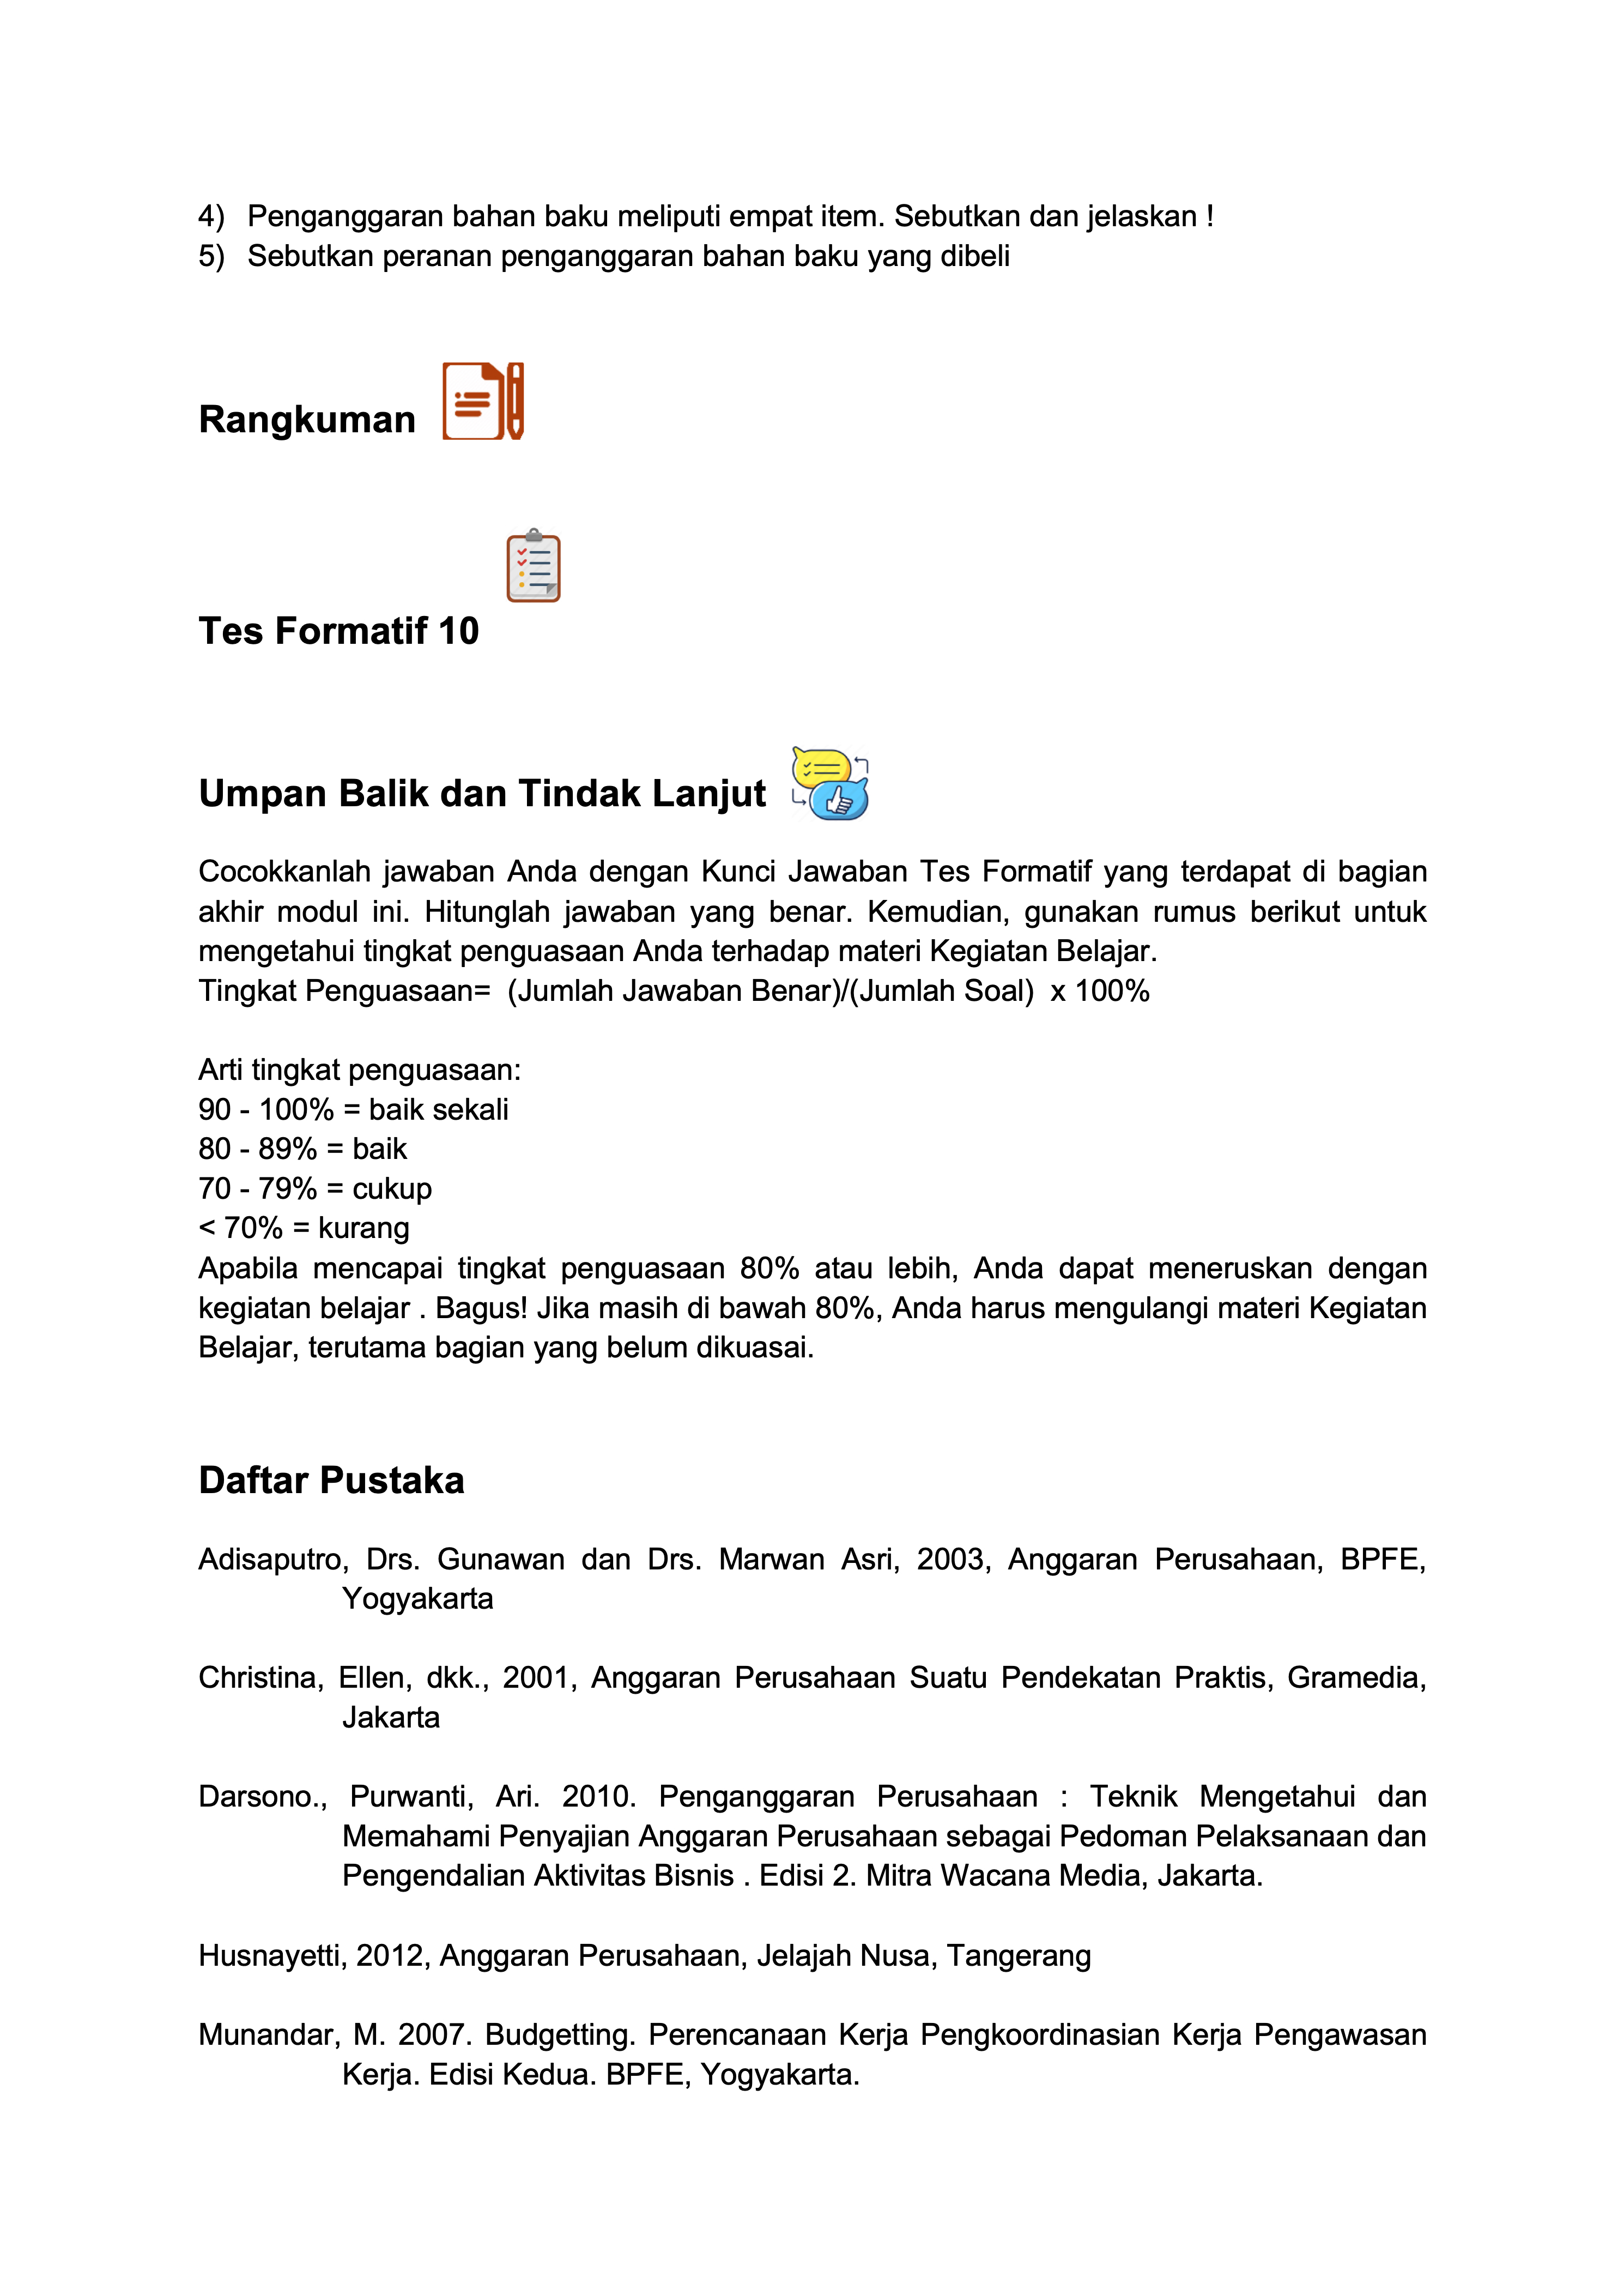 4) Penganggaran bahan baku meliputi empat item. Sebutkan dan jelaskan !
5) Sebutkan peranan penganggaran bahan baku yang dibeli
Rangkuman
Tes Formatif 10
Umpan Balik dan Tindak Lanjut
Cocokkanlah jawaban Anda dengan Kunci Jawaban Tes Formatif yang terdapat di bagian
akhir modul ini. Hitunglah jawaban yang benar. Kemudian, gunakan rumus berikut untuk
mengetahui tingkat penguasaan Anda terhadap materi Kegiatan Belajar.
Tingkat Penguasaan= (Jumlah Jawaban Benar)/(Jumlah Soal) x 100%
Arti tingkat penguasaan:
90 - 100% = baik sekali
80 - 89% = baik
70 - 79% = cukup
< 70% = kurang
Apabila mencapai tingkat penguasaan 80% atau lebih, Anda dapat meneruskan dengan
kegiatan belajar . Bagus! Jika masih di bawah 80%, Anda harus mengulangi materi Kegiatan
Belajar, terutama bagian yang belum dikuasai.
Daftar Pustaka
Adisaputro, Drs. Gunawan dan Drs. Marwan Asri, 2003, Anggaran Perusahaan, BPFE,
Yogyakarta
Christina, Ellen, dkk., 2001, Anggaran Perusahaan Suatu Pendekatan Praktis, Gramedia,
Jakarta
Darsono., Purwanti, Ari. 2010. Penganggaran Perusahaan : Teknik Mengetahui dan
Memahami Penyajian Anggaran Perusahaan sebagai Pedoman Pelaksanaan dan
Pengendalian Aktivitas Bisnis . Edisi 2. Mitra Wacana Media, Jakarta.
Husnayetti, 2012, Anggaran Perusahaan, Jelajah Nusa, Tangerang
Munandar, M. 2007. Budgetting. Perencanaan Kerja Pengkoordinasian Kerja Pengawasan
Kerja. Edisi Kedua. BPFE, Yogyakarta.